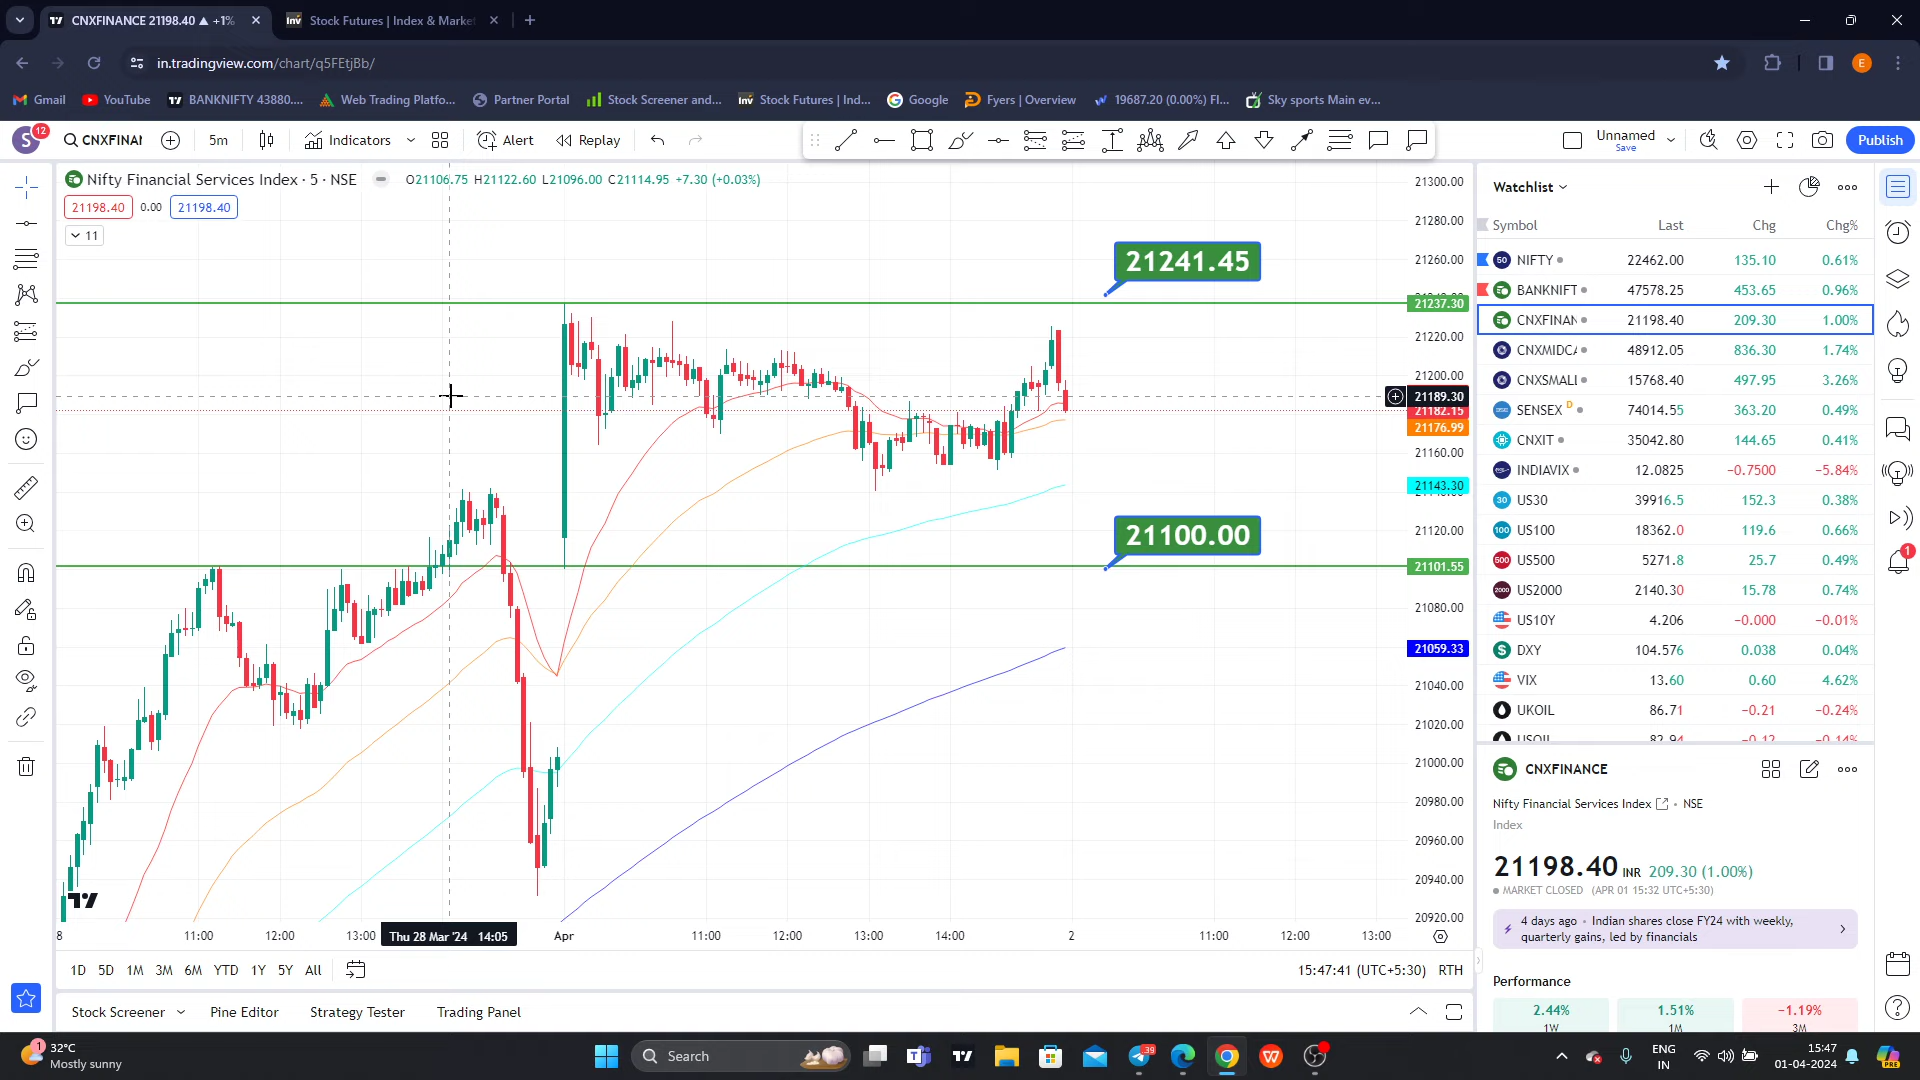 CNXFINANCE 21198.40 ▲ +1%
Stock Futures | Index & Marke
in.tradingview.com/chart/q5FEtjBb/
E
Gmail
YouTube
BANKNIFTY 43880....
Web Trading Platfo...
Partner Portal
Stock Screener and...
Stock Futures | Ind...
Google
Fyers | Overview
19687.20 (0.00%) Fl...
Sky sports Main ev...
S
12
CNXFINAN
5m
Indicators
Alert
Replay
Unnamed
Save
Publish
Nifty Financial Services Index · 5 · NSE
O21106.75 H21122.60 L21096.00 C21114.95 +7.30 (+0.03%)
21198.40
0.00
21198.40
11
21241.45
21100.00
21300.00
21280.00
21260.00
21237.30
21220.00
21200.00
21189.30
21182.15
21176.99
21160.00
21143.30
21120.00
21101.55
21080.00
21059.33
21040.00
21020.00
21000.00
20980.00
20960.00
20940.00
20920.00
8
11:00
12:00
13:00
Thu 28 Mar '24 14:05
Apr
11:00
12:00
13:00
14:00
2
11:00
12:00
13:00
1D 5D 1M 3M 6M YTD 1Y 5Y All
15:47:41 (UTC+5:30) RTH
Stock Screener
Pine Editor
Strategy Tester
Trading Panel
Watchlist
Symbol Last Chg Chg%
NIFTY 22462.00 135.10 0.61%
BANKNIFT 47578.25 453.65 0.96%
CNXFINAN 21198.40 209.30 1.00%
CNXMIDCA 48912.05 836.30 1.74%
CNXSMALL 15768.40 497.95 3.26%
SENSEX D 74014.55 363.20 0.49%
CNXIT 35042.80 144.65 0.41%
INDIAVIX 12.0825 −0.7500 −5.84%
US30 39916.5 152.3 0.38%
US100 18362.0 119.6 0.66%
US500 5271.8 25.7 0.49%
US2000 2140.30 15.78 0.74%
US10Y 4.206 −0.000 −0.01%
DXY 104.576 0.038 0.04%
VIX 13.60 0.60 4.62%
UKOIL 86.71 −0.21 −0.24%
USOIL 82.94 −0.12 −0.14%
CNXFINANCE
Nifty Financial Services Index • NSE
Index
21198.40 INR 209.30 (1.00%)
MARKET CLOSED (APR 01 15:32 UTC+5:30)
4 days ago • Indian shares close FY24 with weekly,
quarterly gains, led by financials
Performance
2.44% 1.51% −1.19%
1W 1M 3M
1
32°C
Mostly sunny
Search
39
ENG
IN
15:47
01-04-2024